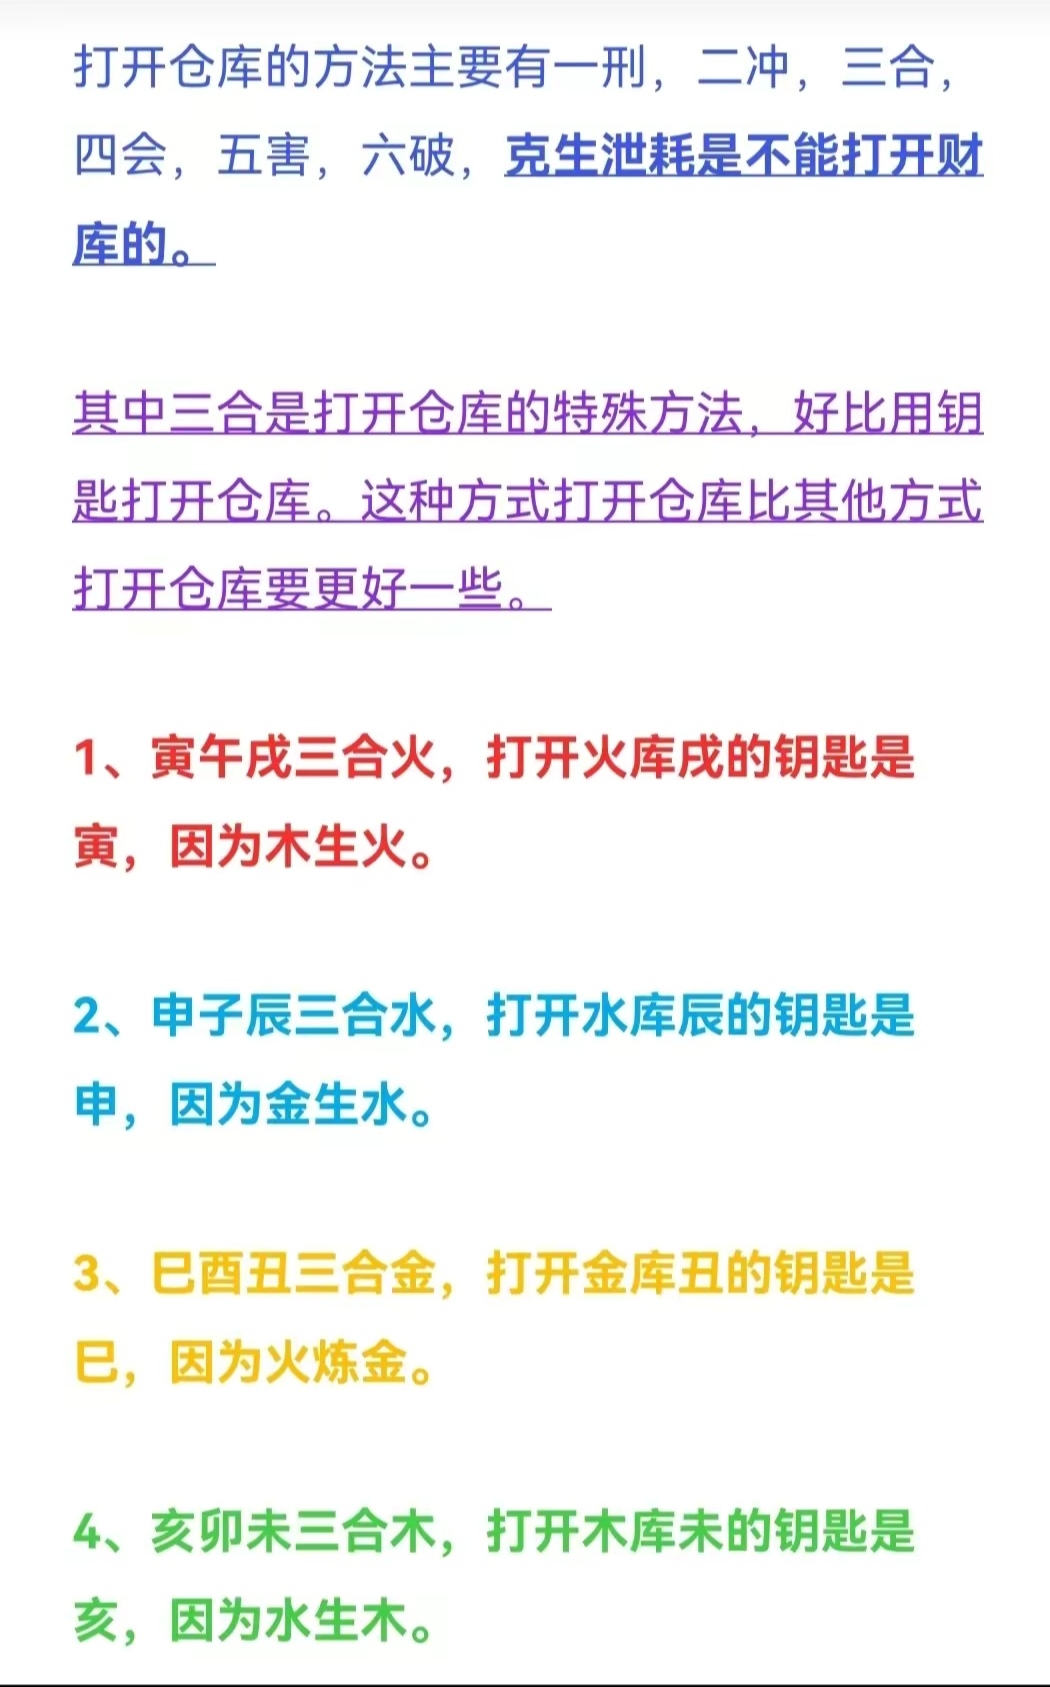 打开仓库的方法主要有一刑，二冲，三合，
四会，五害，六破，克生泄耗是不能打开财
库的。
其中三合是打开仓库的特殊方法，好比用钥
匙打开仓库。这种方式打开仓库比其他方式
打开仓库要更好一些。
1、寅午戌三合火，打开火库戌的钥匙是
寅，因为木生火。
2、申子辰三合水，打开水库辰的钥匙是
申，因为金生水。
3、巳酉丑三合金，打开金库丑的钥匙是
巳，因为火炼金。
4、亥卯未三合木，打开木库未的钥匙是
亥，因为水生木。